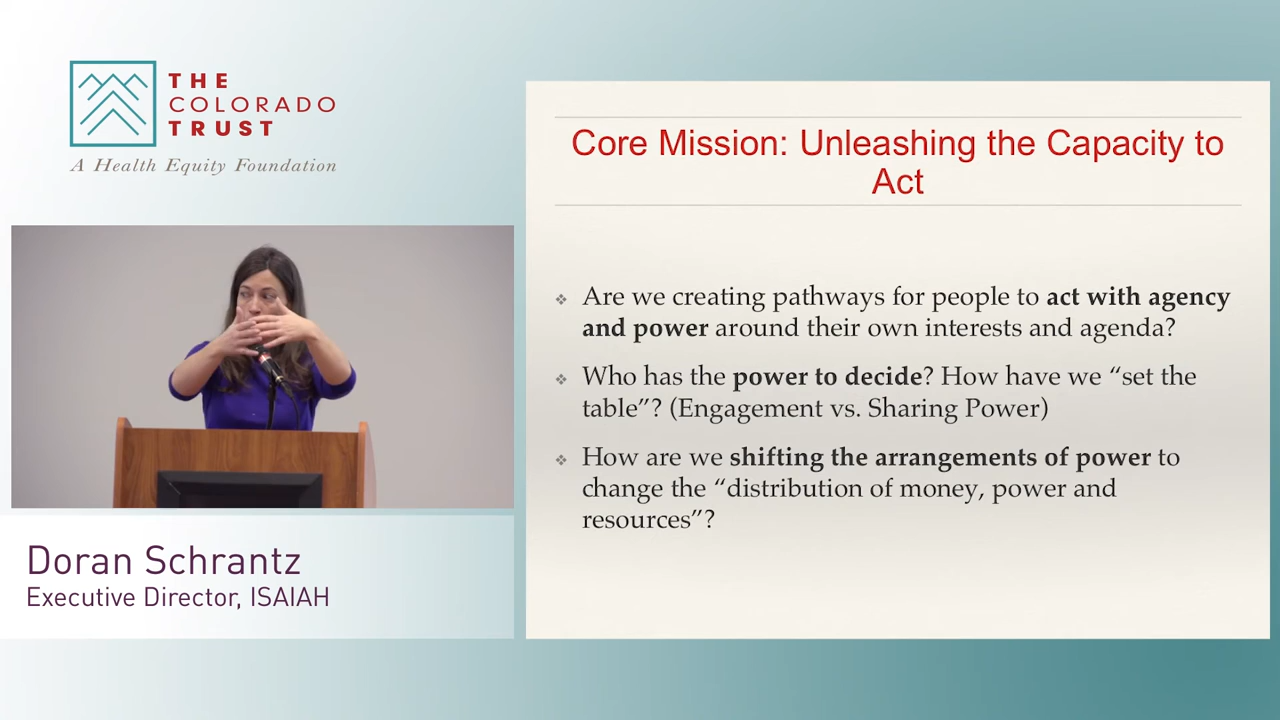 THE
COLORADO
TRUST
A Health Equity Foundation
Core Mission: Unleashing the Capacity to
Act
❖ Are we creating pathways for people to act with agency
and power around their own interests and agenda?
❖ Who has the power to decide? How have we “set the
table”? (Engagement vs. Sharing Power)
❖ How are we shifting the arrangements of power to
change the “distribution of money, power and
resources”?
Doran Schrantz
Executive Director, ISAIAH